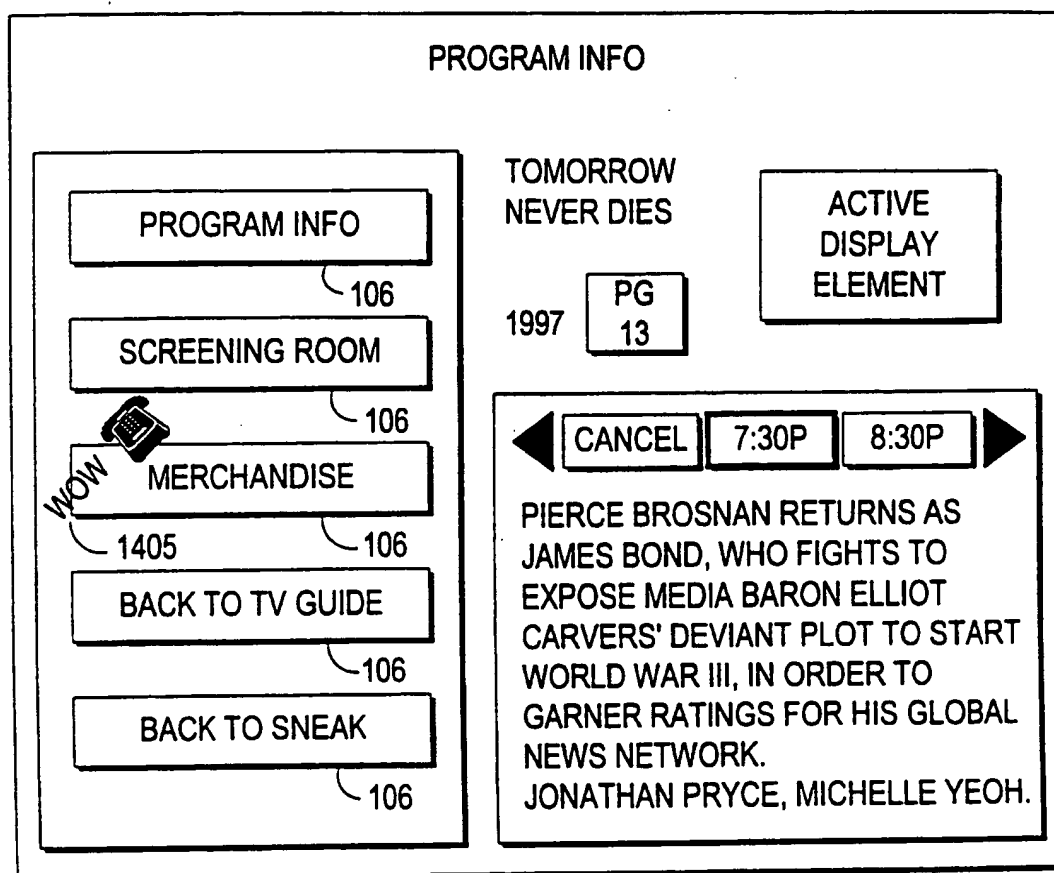 PROGRAM INFO
PROGRAM INFO
106
SCREENING ROOM
106
WOW
MERCHANDISE
1405
106
BACK TO TV GUIDE
106
BACK TO SNEAK
106
TOMORROW
NEVER DIES
1997
PG
13
ACTIVE
DISPLAY
ELEMENT
CANCEL 7:30P 8:30P
PIERCE BROSNAN RETURNS AS
JAMES BOND, WHO FIGHTS TO
EXPOSE MEDIA BARON ELLIOT
CARVERS' DEVIANT PLOT TO START
WORLD WAR III, IN ORDER TO
GARNER RATINGS FOR HIS GLOBAL
NEWS NETWORK.
JONATHAN PRYCE, MICHELLE YEOH.